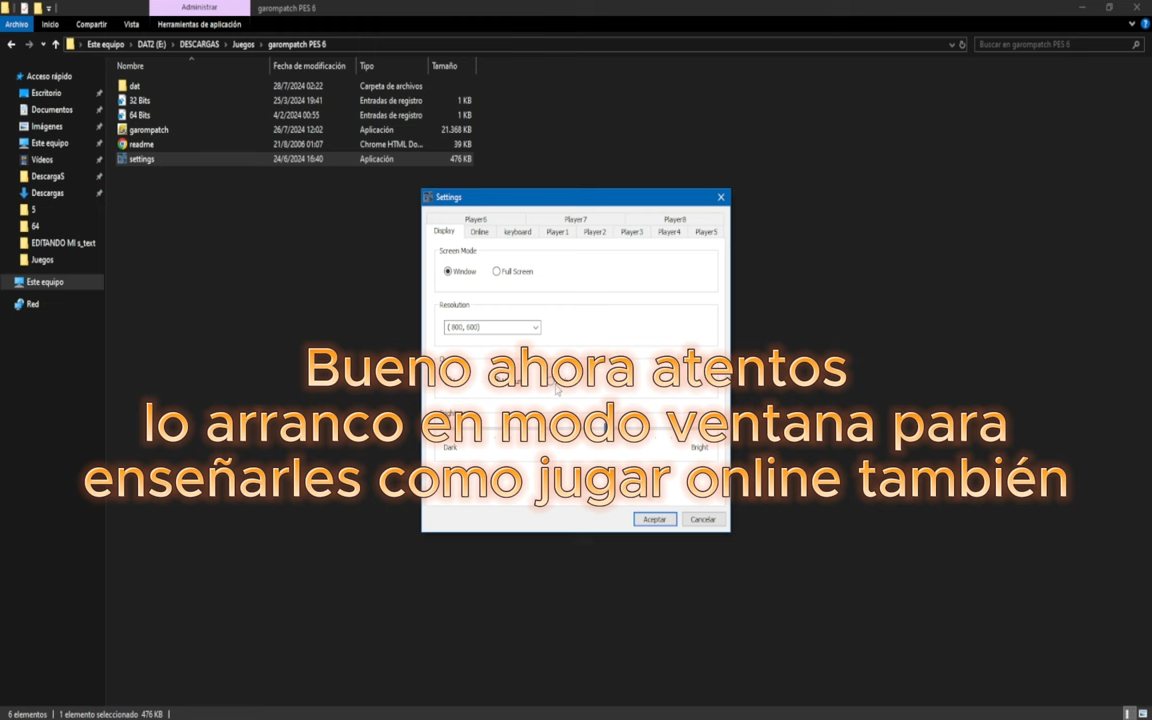 Administrar
garompatch PES 6
Archivo
Inicio
Compartir
Vista
Herramientas de aplicación
Este equipo
DAT2 (E:)
DESCARGAS
Juegos
garompatch PES 6
Buscar en garompatch PES 6
Acceso rápido
Escritorio
Documentos
Imágenes
Este equipo
Vídeos
DescargaS
Descargas
5
64
EDITANDO MI s_text
Juegos
Este equipo
Red
Nombre Fecha de modificación Tipo Tamaño
dat 28/7/2024 02:22 Carpeta de archivos
32 Bits 25/3/2024 19:41 Entradas de registro 1 KB
64 Bits 4/2/2024 00:55 Entradas de registro 1 KB
garompatch 26/7/2024 12:02 Aplicación 21.368 KB
readme 21/8/2006 01:07 Chrome HTML Do... 39 KB
settings 24/6/2024 16:40 Aplicación 476 KB
Settings
Player6 Player7 Player8
Display Online keyboard Player1 Player2 Player3 Player4 Player5
Screen Mode
Window Full Screen
Resolution
(800, 600)
Bueno ahora atentos
lo arranco en modo ventana para
enseñarles como jugar online también
Dark Bright
Aceptar Cancelar
6 elementos 1 elemento seleccionado 476 KB